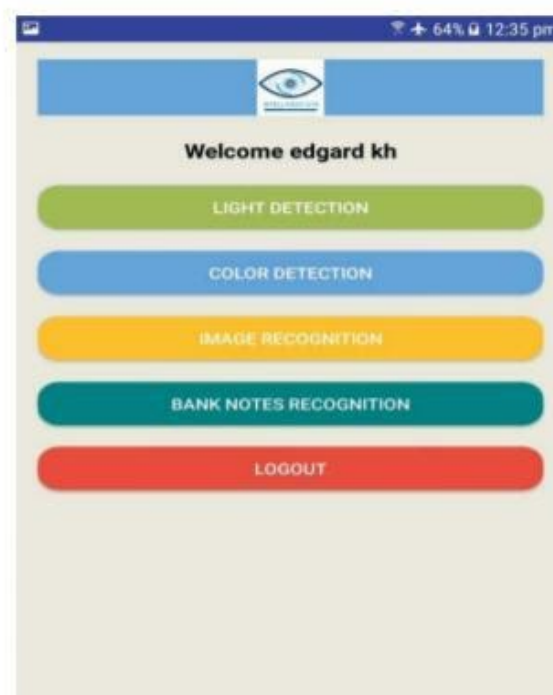 64% 12:35 pm
Welcome edgard kh
LIGHT DETECTION
COLOR DETECTION
IMAGE RECOGNITION
BANK NOTES RECOGNITION
LOGOUT